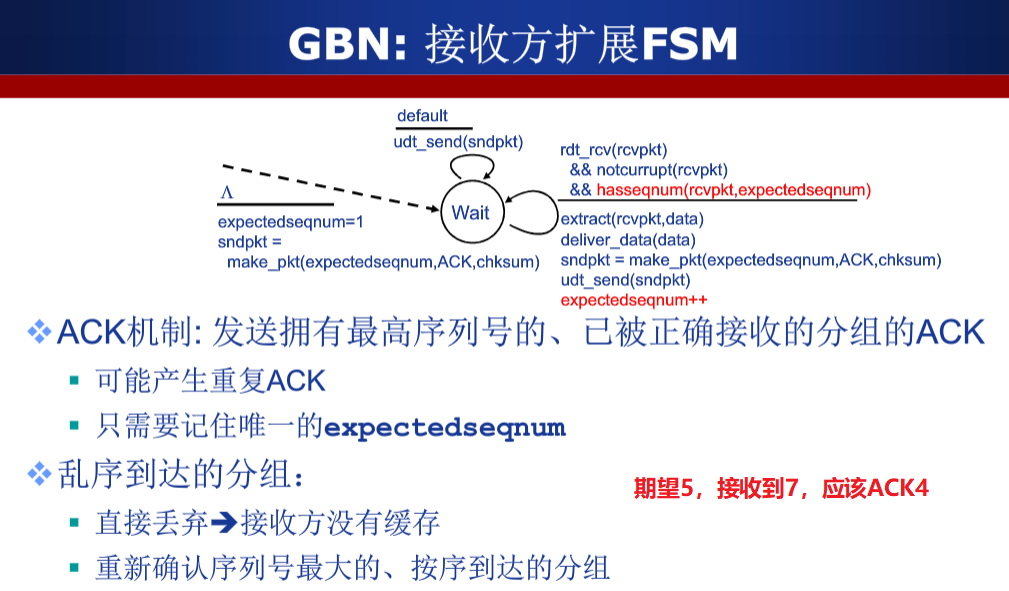 GBN: 接收方扩展FSM
default
udt_send(sndpkt)
rdt_rcv(rcvpkt)
&& notcurrupt(rcvpkt)
&& hasseqnum(rcvpkt,expectedseqnum)
Λ
Wait
expectedseqnum=1
sndpkt =
make_pkt(expectedseqnum,ACK,chksum)
extract(rcvpkt,data)
deliver_data(data)
sndpkt = make_pkt(expectedseqnum,ACK,chksum)
udt_send(sndpkt)
expectedseqnum++
ACK机制: 发送拥有最高序列号的、已被正确接收的分组的ACK
可能产生重复ACK
只需要记住唯一的expectedseqnum
乱序到达的分组：
期望5，接收到7，应该ACK4
直接丢弃➔接收方没有缓存
重新确认序列号最大的、按序到达的分组